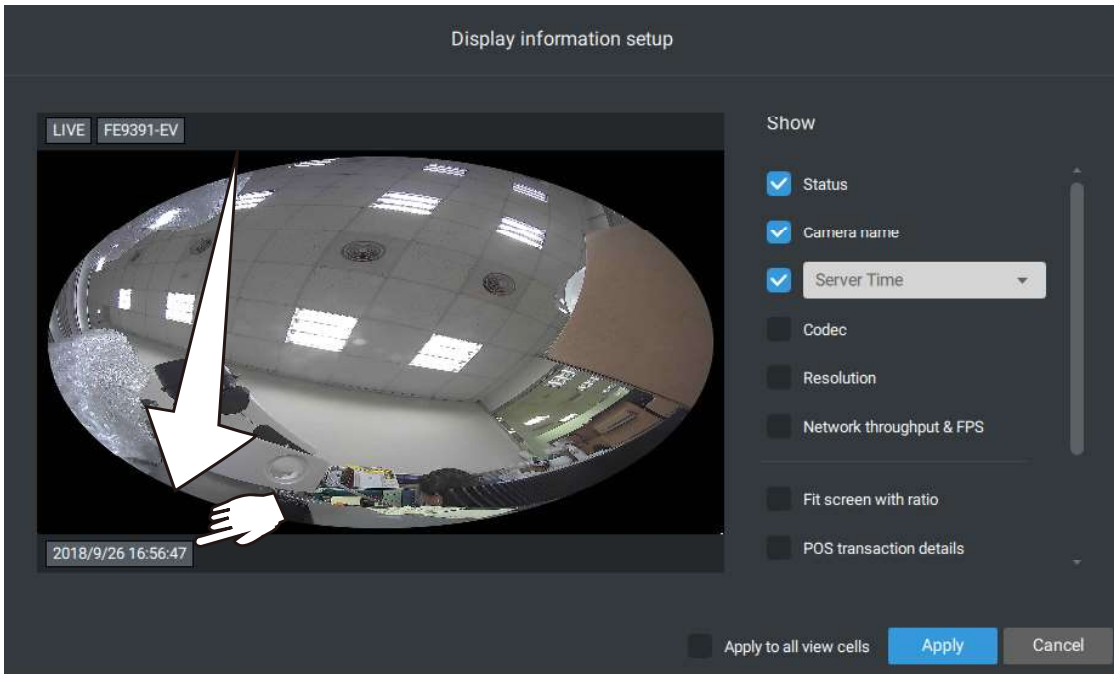 Display information setup
LIVE FE9391-EV
2018/9/26 16:56:47
Show
Status
Camera name
Server Time
Codec
Resolution
Network throughput & FPS
Fit screen with ratio
POS transaction details
Apply to all view cells
Apply
Cancel